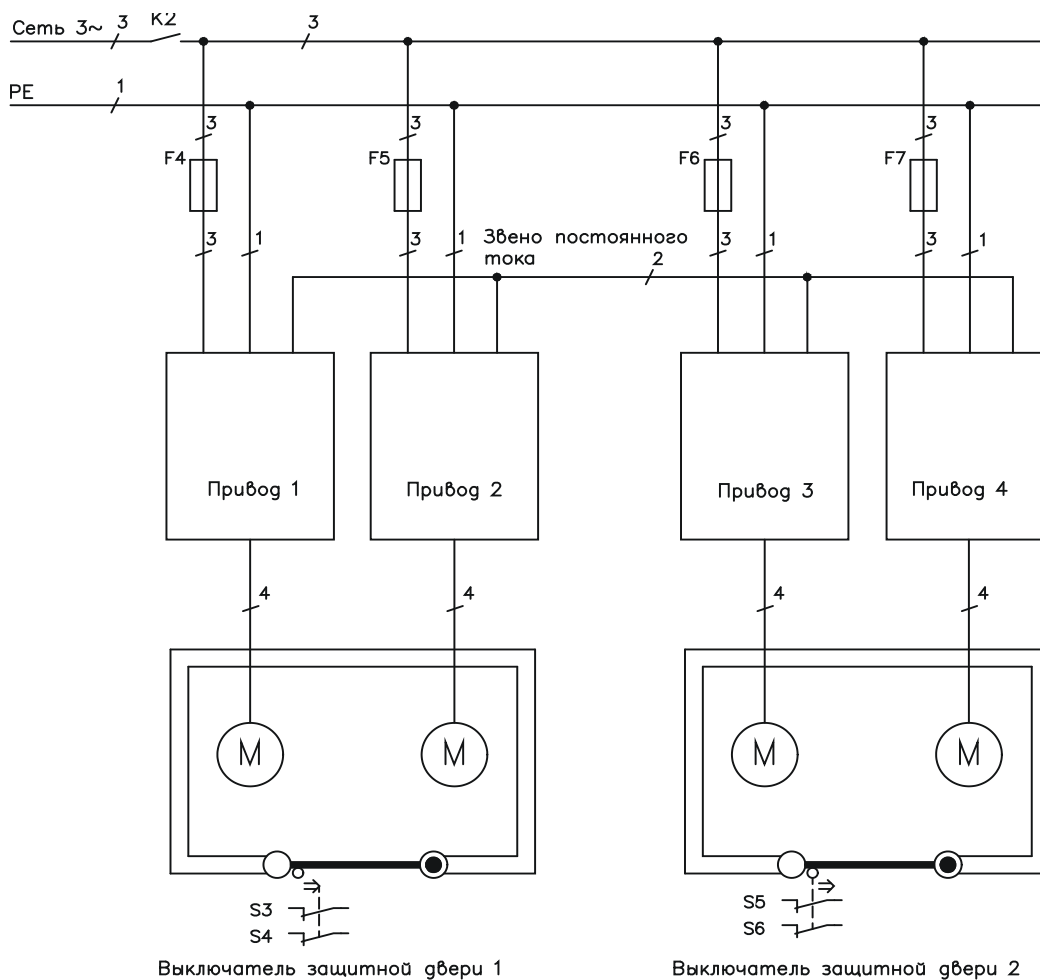 Сеть 3~ 3 K2 3
PE 1
3 3 3 3
F4 F5 F6 F7
3 1 3 1 Звено постоянного 3 1 3 1
тока 2
Привод 1 Привод 2 Привод 3 Привод 4
4 4 4 4
M M M M
S3 S5
S4 S6
Выключатель защитной двери 1 Выключатель защитной двери 2